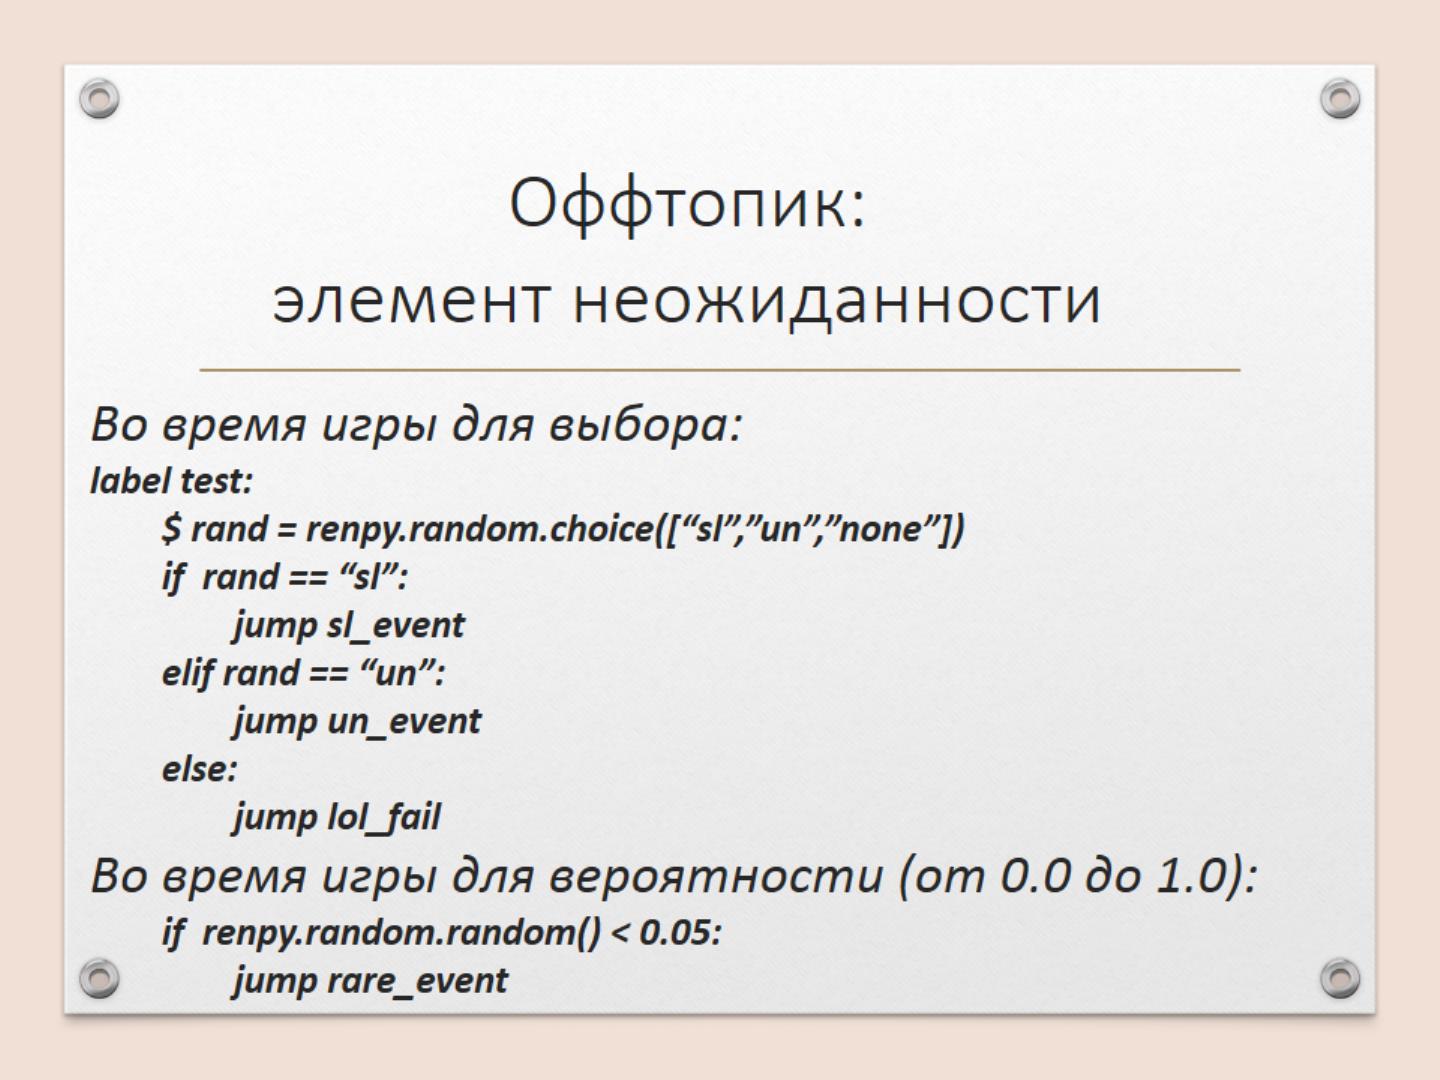 Оффтопик:
элемент неожиданности
Во время игры для выбора:
label test:
$ rand = renpy.random.choice([“sl”,”un”,”none”])
if  rand == “sl”:
jump sl_event
elif rand == “un”:
jump un_event
else:
jump lol_fail
Во время игры для вероятности (от 0.0 до 1.0):
if  renpy.random.random() < 0.05:
jump rare_event